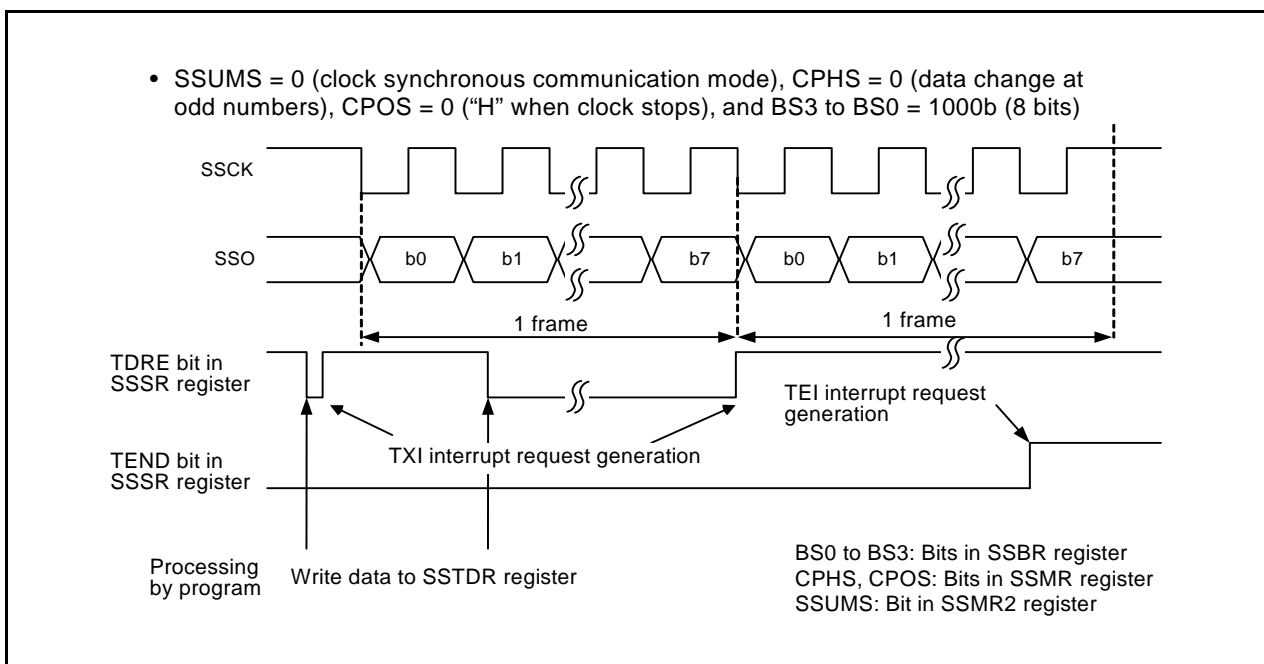 • SSUMS = 0 (clock synchronous communication mode), CPHS = 0 (data change at
odd numbers), CPOS = 0 (“H” when clock stops), and BS3 to BS0 = 1000b (8 bits)
SSCK
SSO
b0
b1
b7
b0
b1
b7
1 frame
1 frame
TDRE bit in
SSSR register
TEI interrupt request
generation
TXI interrupt request generation
TEND bit in
SSSR register
Processing
by program
Write data to SSTDR register
BS0 to BS3: Bits in SSBR register
CPHS, CPOS: Bits in SSMR register
SSUMS: Bit in SSMR2 register